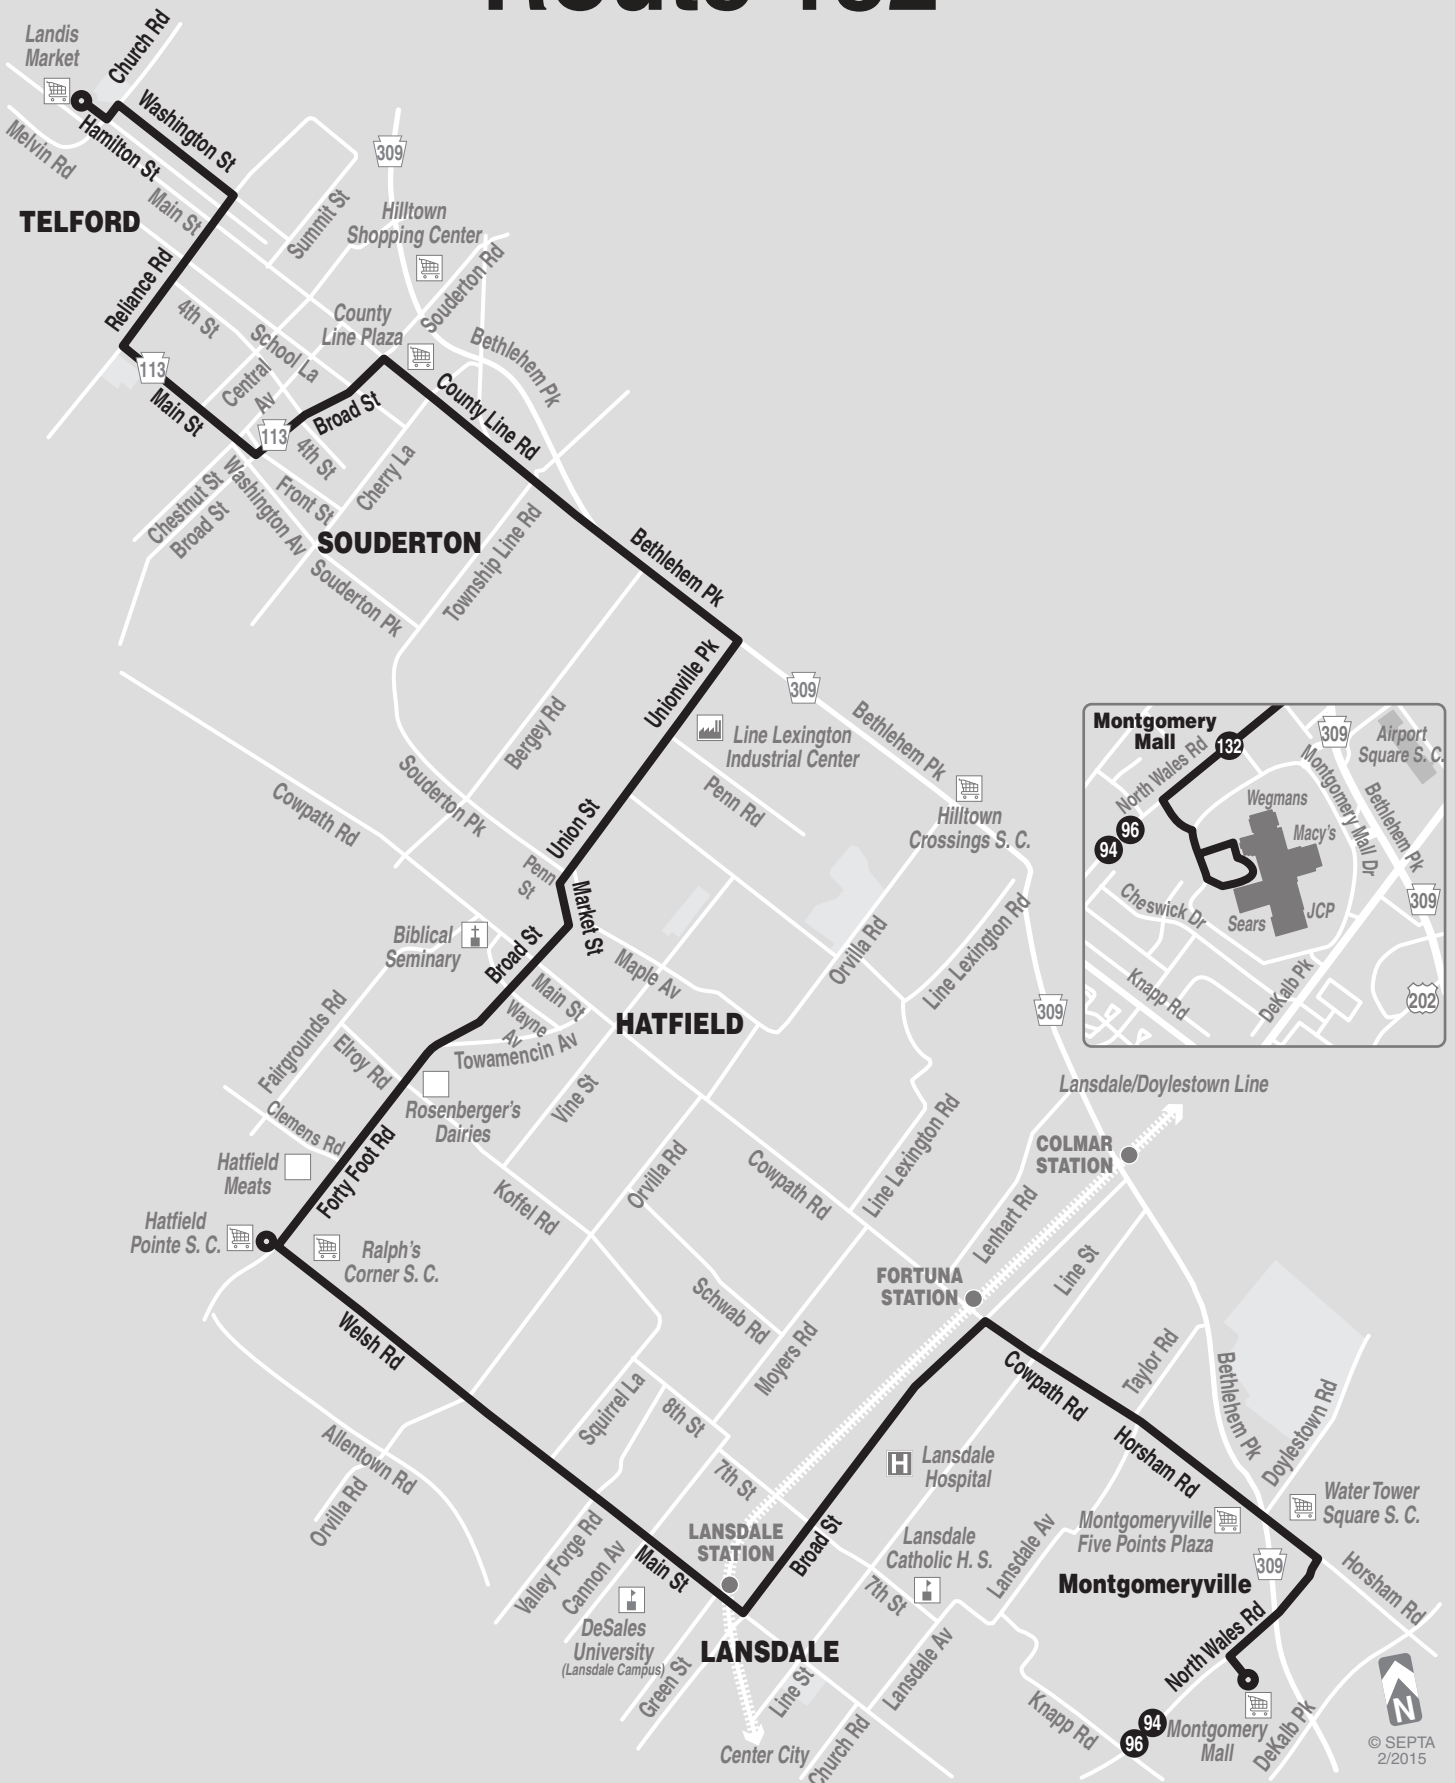 Route 132
Landis
Market
Church Rd
Washington St
Hamilton St
Melvin Rd
Main St
TELFORD
Summit St
309
Hilltown
Shopping Center
Souderton Rd
Reliance Rd
4th St
School La
Central
Av
County
Line Plaza
Bethlehem Pk
113
Main St
113
Broad St
County Line Rd
4th St
Cherry La
Front St
Chestnut St
Broad St
Washington Av
SOUDERTON
Township Line Rd
Souderton Pk
Bethlehem Pk
Unionville Pk
309
Bethlehem Pk
Line Lexington
Industrial Center
Bergey Rd
Penn Rd
Hilltown
Crossings S. C.
Souderton Pk
Cowpath Rd
Union St
Penn
St
Market St
Biblical
Seminary
Broad St
Main St
Maple Av
Orvilla Rd
Line Lexington Rd
309
Wayne
Av
HATFIELD
Towamencin Av
Fairgrounds Rd
Elroy Rd
Clemens Rd
Rosenberger's
Dairies
Vine St
Hatfield
Meats
Forty Foot Rd
Hatfield
Pointe S. C.
Ralph's
Corner S. C.
Koffel Rd
Orvilla Rd
Cowpath Rd
Line Lexington Rd
Lansdale/Doylestown Line
COLMAR
STATION
Lenhart Rd
FORTUNA
STATION
Line St
Schwab Rd
Moyers Rd
Welsh Rd
Cowpath Rd
Taylor Rd
Bethlehem Pk
Doylestown Rd
Squirrel La
8th St
7th St
Allentown Rd
Orvilla Rd
Horsham Rd
Lansdale
Hospital
Water Tower
Square S. C.
Montgomeryville
Five Points Plaza
309
Montgomeryville
Horsham Rd
LANSDALE
STATION
Broad St
Lansdale
Catholic H. S.
7th St
Lansdale Av
Valley Forge Rd
Cannon Av
Main St
DeSales
University
(Lansdale Campus)
LANSDALE
Green St
Line St
Lansdale Av
Church Rd
Center City
Knapp Rd
North Wales Rd
94
96
Montgomery
Mall
DeKalb Pk
N
© SEPTA
2/2015
Montgomery
Mall
132
North Wales Rd
96
94
309
Airport
Square S. C.
Montgomery Mall Dr
Bethlehem Pk
Wegmans
Macy's
JCP
Sears
Cheswick Dr
Knapp Rd
DeKalb Pk
309
202